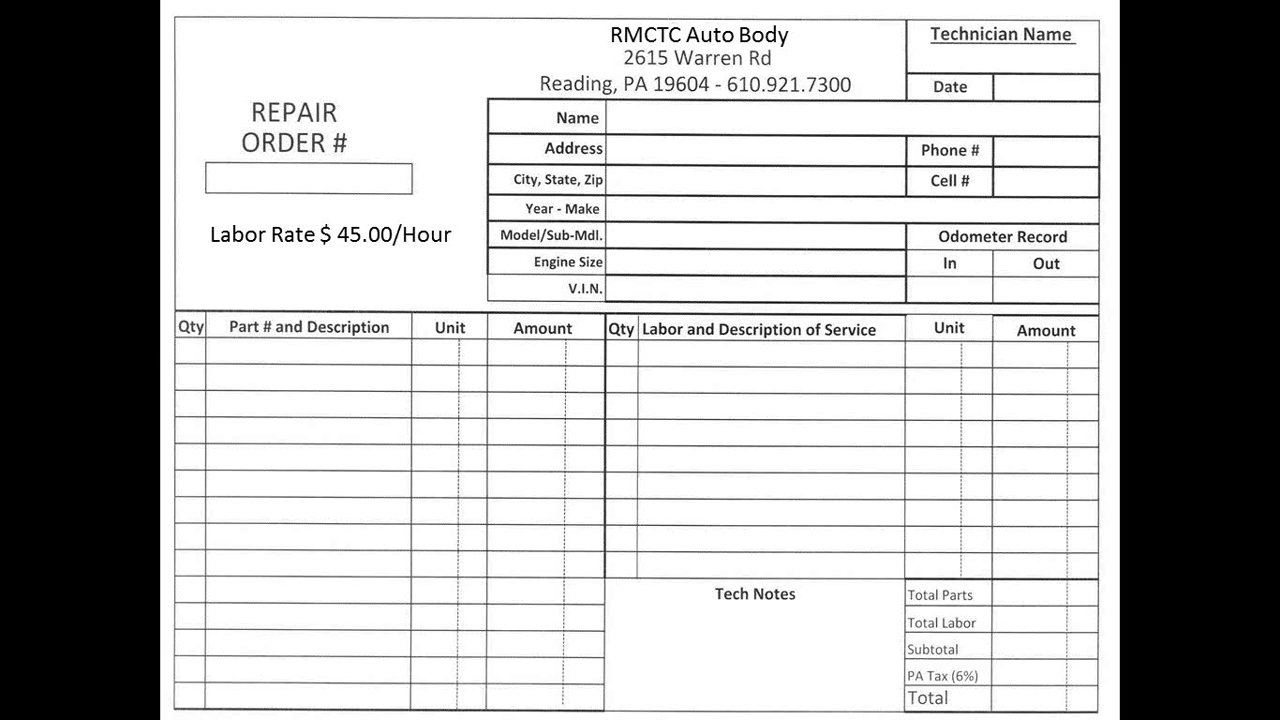 RMCTC Auto Body
2615 Warren Rd
Reading, PA 19604 - 610.921.7300
Technician Name
Date
REPAIR
ORDER #
Labor Rate $ 45.00/Hour
Name
Address
Phone #
City, State, Zip
Cell #
Year - Make
Model/Sub-Mdl.
Odometer Record
Engine Size
In
Out
V.I.N.
Qty Part # and Description Unit Amount Qty Labor and Description of Service Unit Amount
Tech Notes
Total Parts
Total Labor
Subtotal
PA Tax (6%)
Total